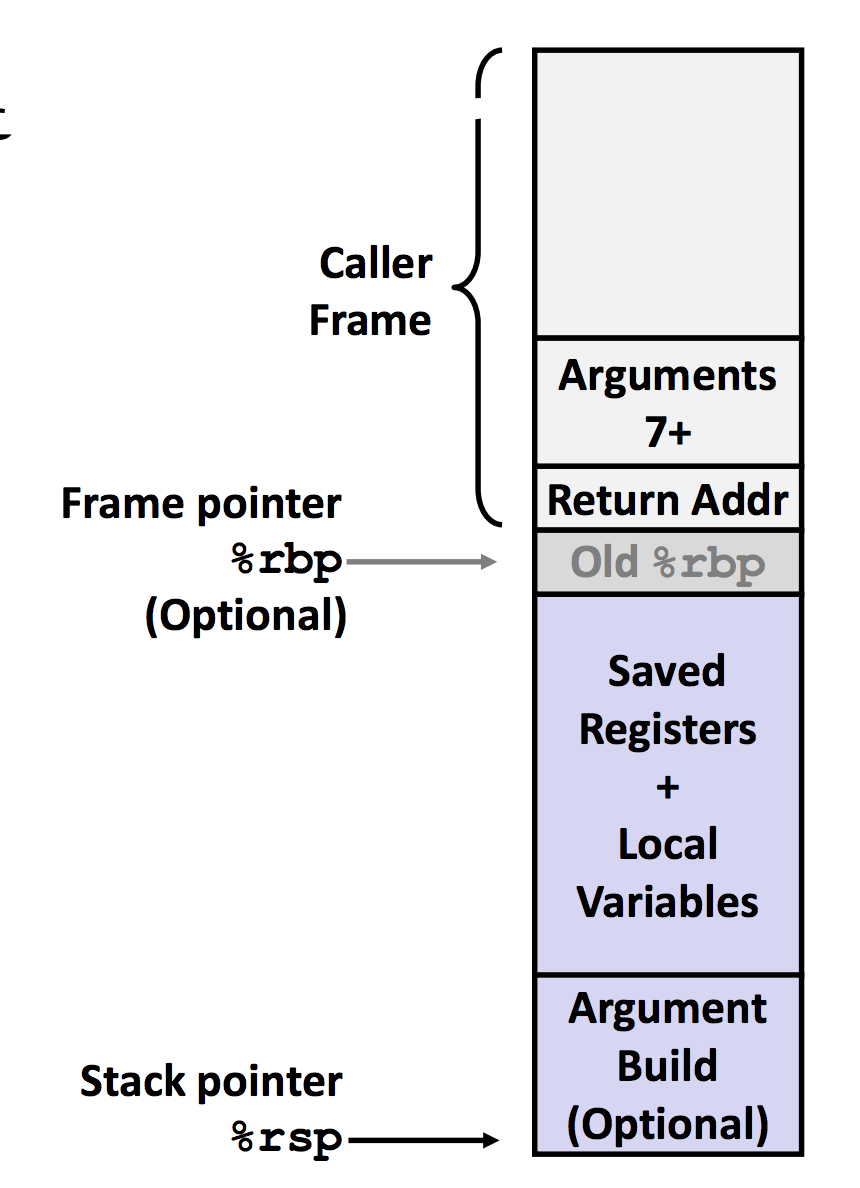 Caller
Frame
Arguments
7+
Return Addr
Frame pointer
%rbp
(Optional)
Old %rbp
Saved
Registers
+
Local
Variables
Argument
Build
(Optional)
Stack pointer
%rsp